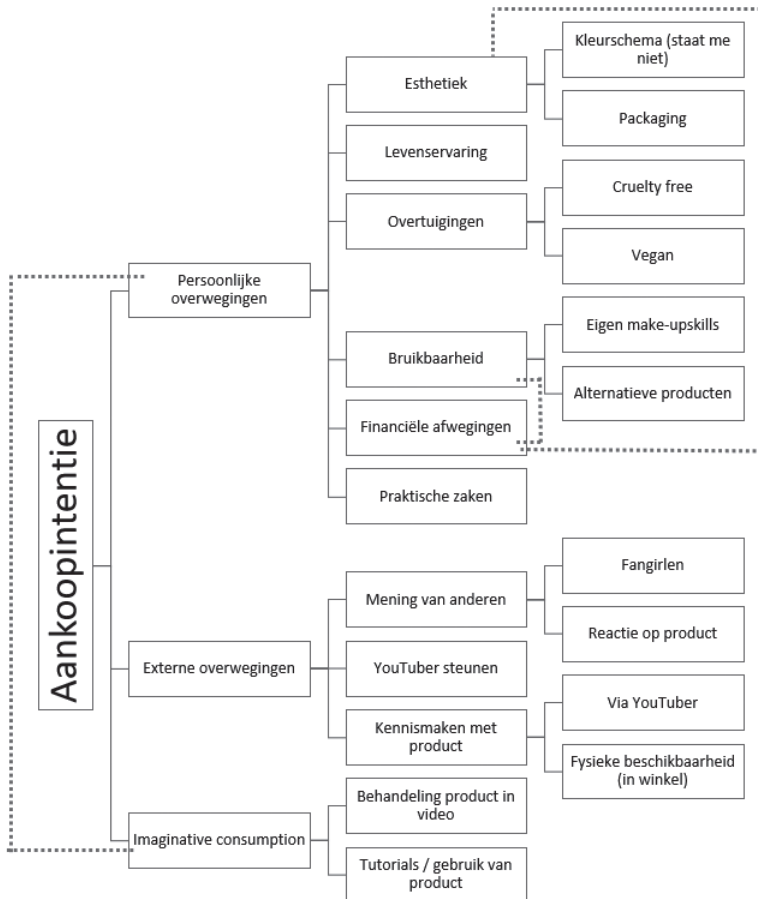 Aankoopintentie
Persoonlijke
overwegingen
Esthetiek
Kleurschema (staat me
niet)
Packaging
Levenservaring
Overtuigingen
Cruelty free
Vegan
Bruikbaarheid
Eigen make-upskills
Alternatieve producten
Financiële afwegingen
Praktische zaken
Externe overwegingen
Mening van anderen
Fangirlen
Reactie op product
YouTuber steunen
Kennismaken met
product
Via YouTuber
Fysieke beschikbaarheid
(in winkel)
Imaginative consumption
Behandeling product in
video
Tutorials / gebruik van
product